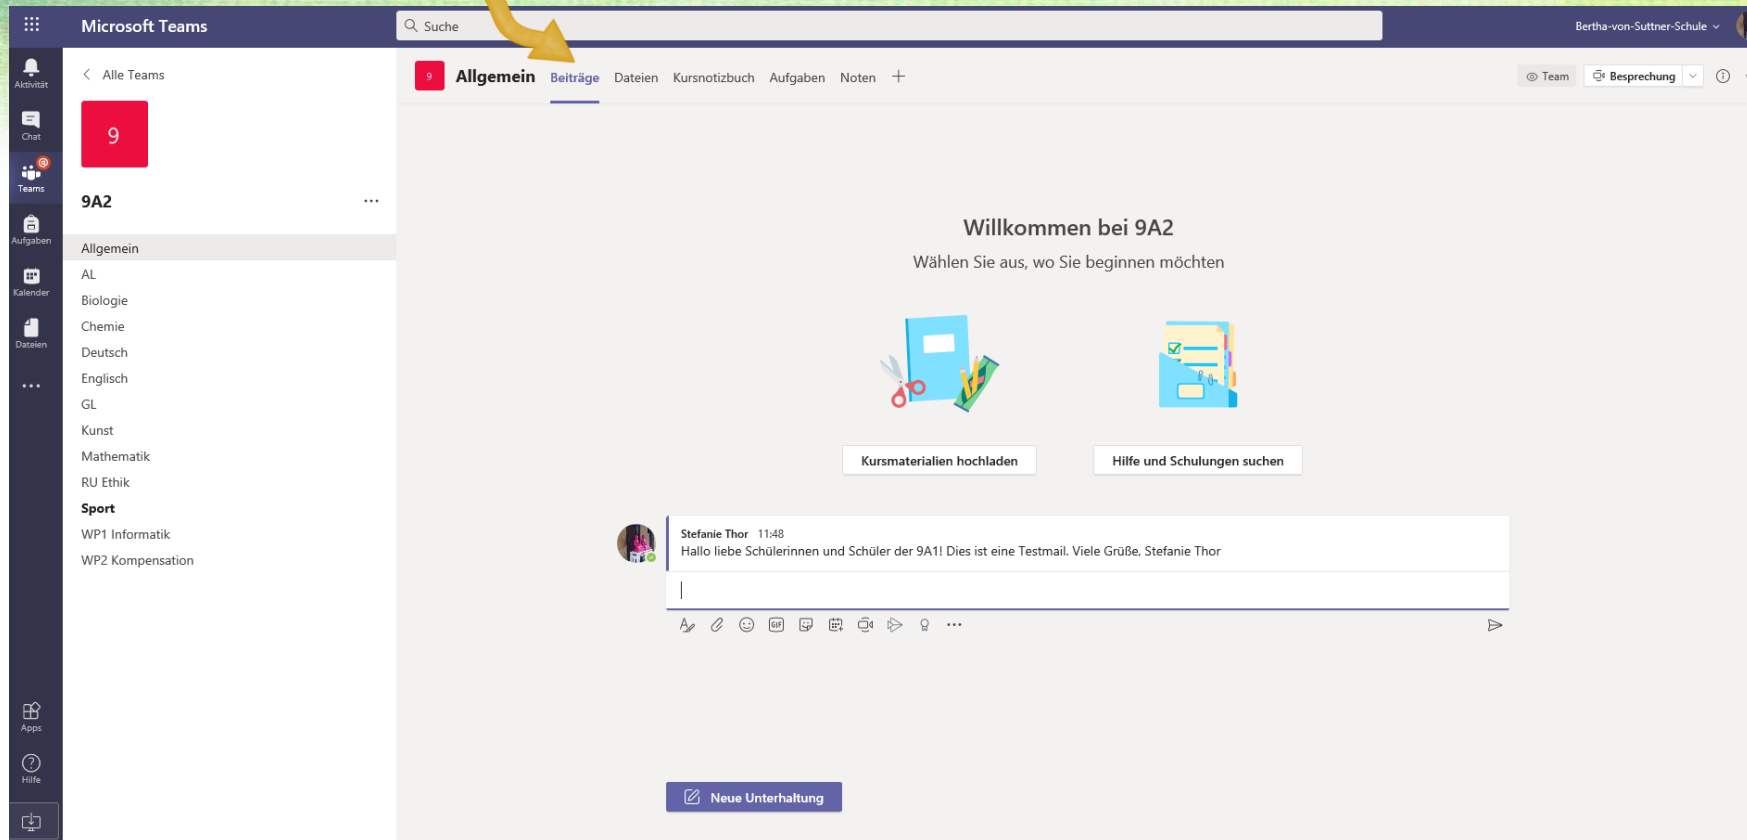 Microsoft Teams
Suche
Bertha-von-Suttner-Schule
Aktivität
Chat
Teams
Aufgaben
Kalender
Dateien
Apps
Hilfe
Alle Teams
9
9A2
Allgemein
AL
Biologie
Chemie
Deutsch
Englisch
GL
Kunst
Mathematik
RU Ethik
Sport
WP1 Informatik
WP2 Kompensation
9 Allgemein Beiträge Dateien Kursnotizbuch Aufgaben Noten
Team Besprechung
Willkommen bei 9A2
Wählen Sie aus, wo Sie beginnen möchten
Kursmaterialien hochladen Hilfe und Schulungen suchen
Stefanie Thor 11:48
Hallo liebe Schülerinnen und Schüler der 9A1! Dies ist eine Testmail. Viele Grüße, Stefanie Thor
GIF
Neue Unterhaltung